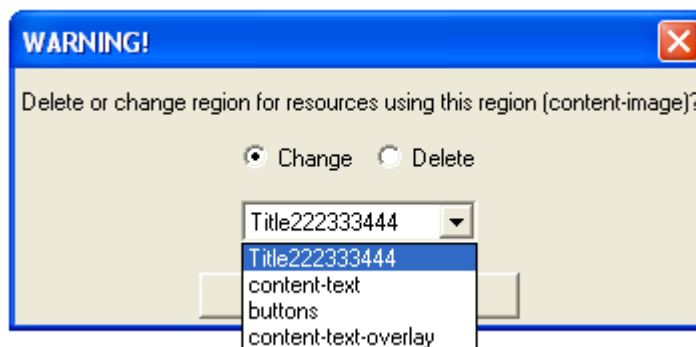 WARNING!
Delete or change region for resources using this region (content-image)?
Change Delete
Title222333444
Title222333444
content-text
buttons
content-text-overlay